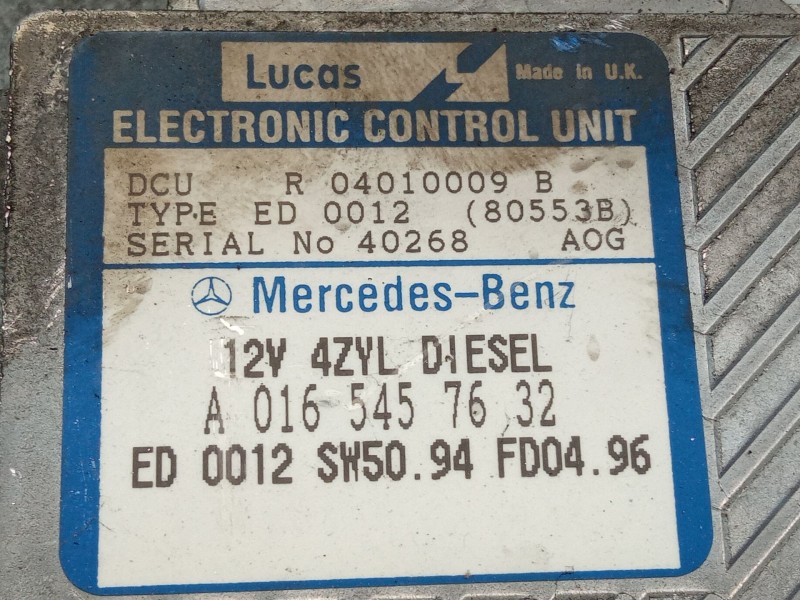 Lucas Made in U.K.
ELECTRONIC CONTROL UNIT
DCU R 04010009 B
TYPE ED 0012 (80553B)
SERIAL No 40268 AOG
Mercedes-Benz
12V 4ZYL DIESEL
A 016 545 76 32
ED 0012 SW50.94 FD04.96